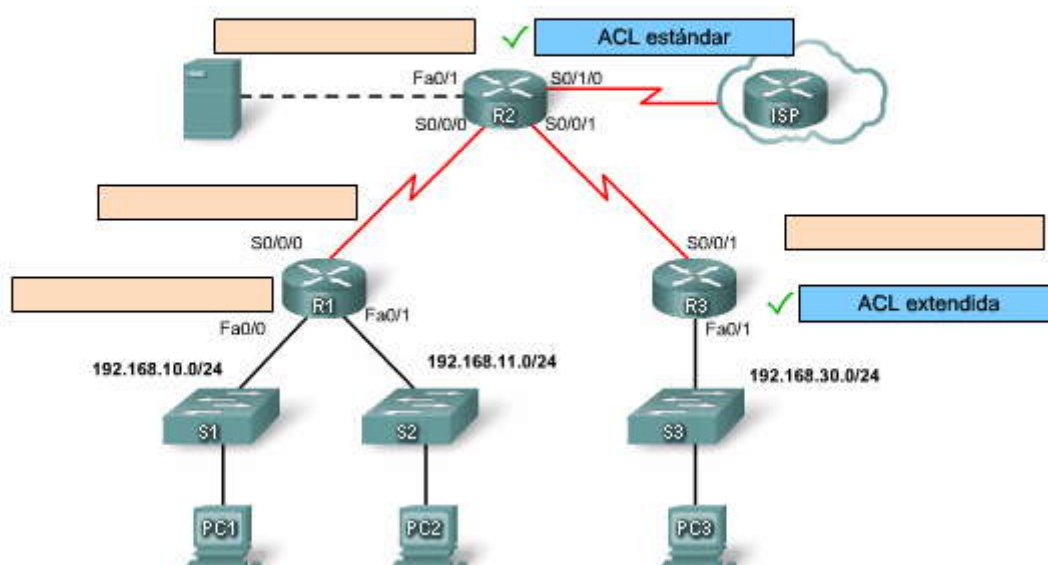 ACL estándar
Fa0/1
S0/1/0
R2
ISP
S0/0/0
S0/0/1
S0/0/0
S0/0/1
R1
R3
ACL extendida
Fa0/0
Fa0/1
Fa0/1
192.168.10.0/24
192.168.11.0/24
192.168.30.0/24
S1
S2
S3
PC1
PC2
PC3